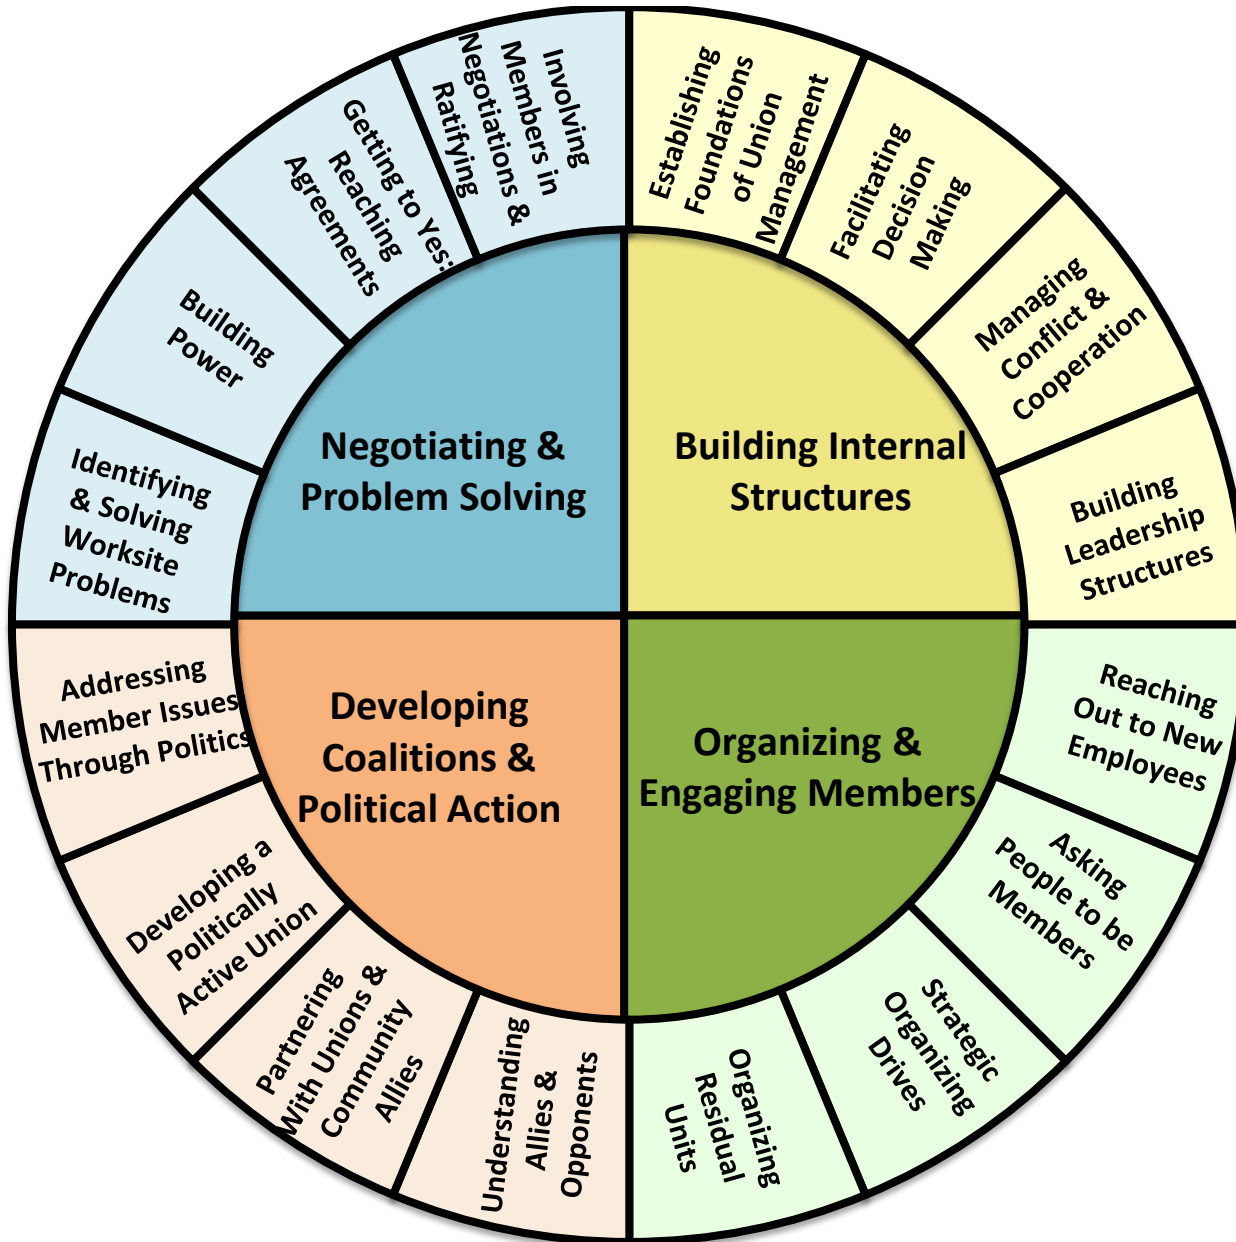 Negotiating &
Problem Solving
Building Internal
Structures
Developing
Coalitions &
Political Action
Organizing &
Engaging Members
Establishing
Foundations
of Union
Management
Facilitating
Decision
Making
Managing
Conflict &
Cooperation
Building
Leadership
Structures
Reaching
Out to New
Employees
Asking
People to be
Members
Strategic
Organizing
Drives
Organizing
Residual
Units
Understanding
Allies &
Opponents
Partnering
With Unions &
Community
Allies
Developing a
Politically
Active Union
Addressing
Member Issues
Through Politics
Identifying
& Solving
Worksite
Problems
Building
Power
Getting to Yes:
Reaching
Agreements
Involving
Members in
Negotiations &
Ratifying